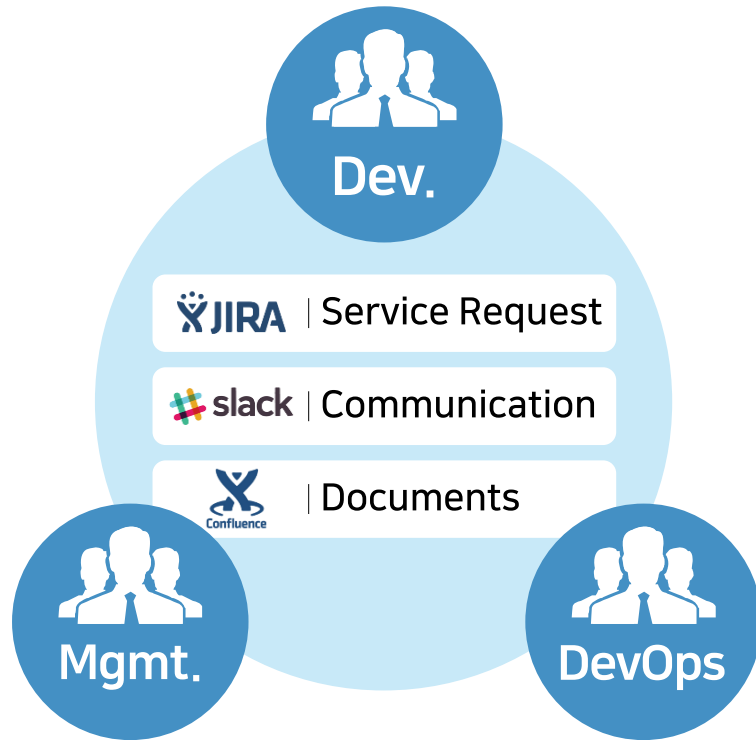 Dev.
JIRA | Service Request
slack | Communication
Confluence | Documents
Mgmt.
DevOps